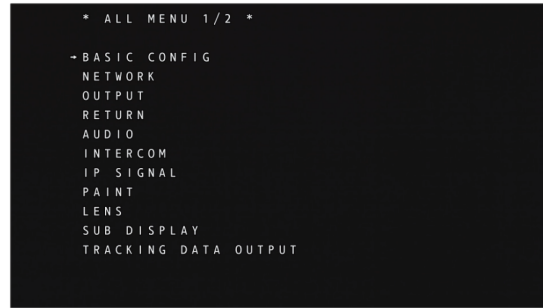 * ALL MENU 1/2 *
→BASIC CONFIG
NETWORK
OUTPUT
RETURN
AUDIO
INTERCOM
IP SIGNAL
PAINT
LENS
SUB DISPLAY
TRACKING DATA OUTPUT